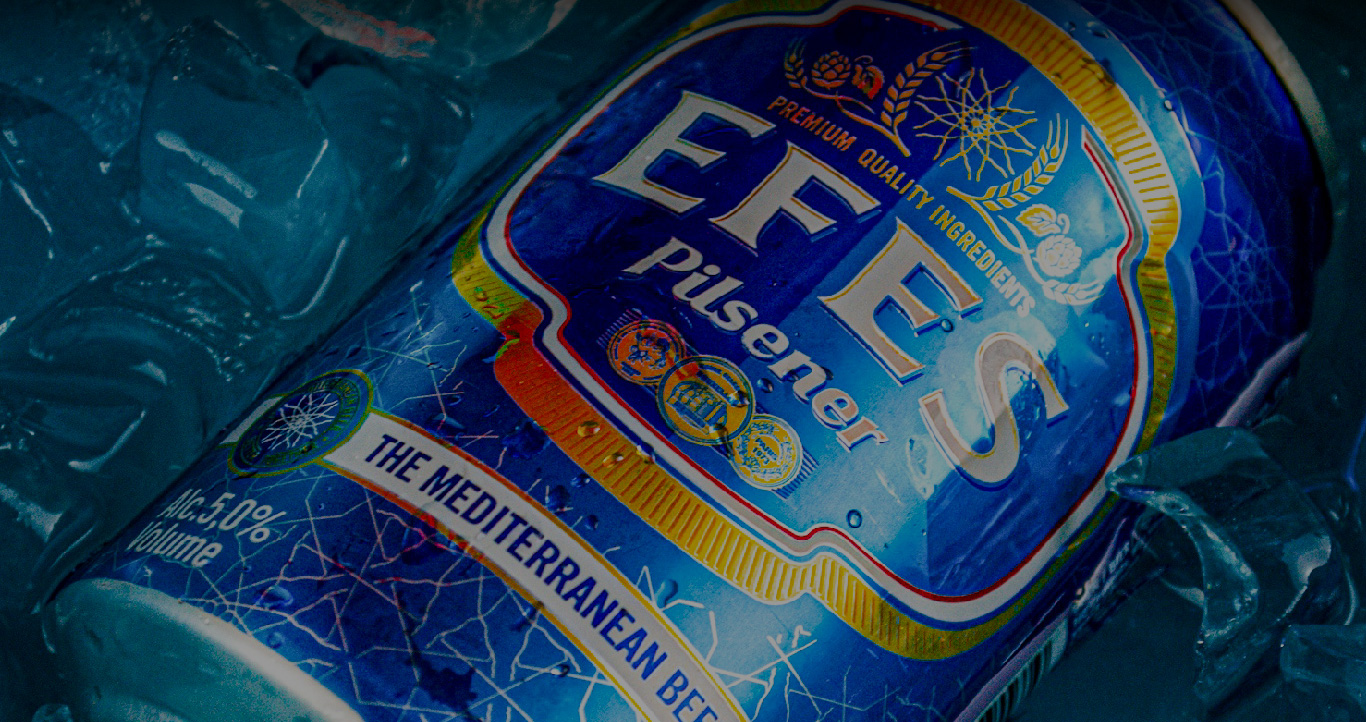 PREMIUM QUALITY INGREDIENTS
EFES
Pilsener
THE MEDITERRANEAN BEE
Alc.5,0%
Volume